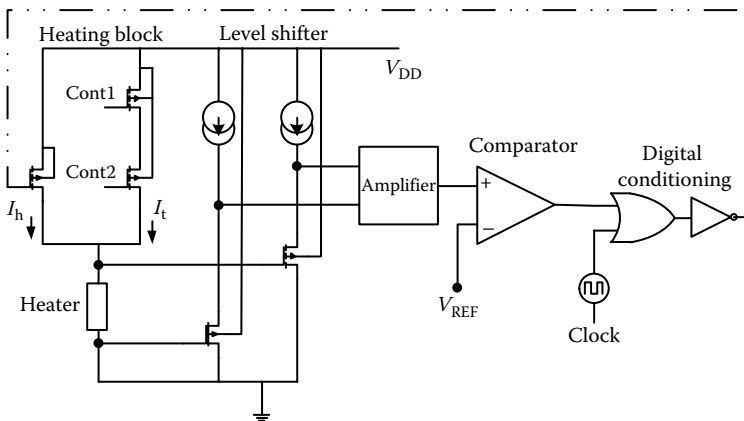 Heating block
Level shifter
V_DD
Cont1
Cont2
Comparator
Digital
conditioning
Amplifier
+
−
I_h
I_t
Heater
V_REF
Clock